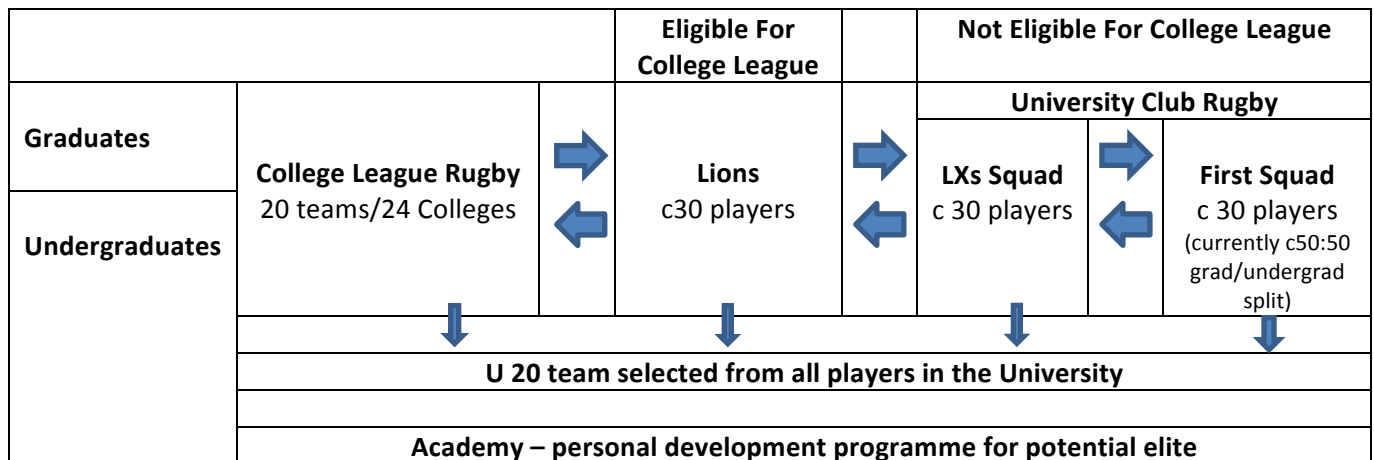 Eligible For
College League
Not Eligible For College League
University Club Rugby
Graduates
Undergraduates
College League Rugby
20 teams/24 Colleges
Lions
c30 players
LXs Squad
c 30 players
First Squad
c 30 players
(currently c50:50
grad/undergrad
split)
U 20 team selected from all players in the University
Academy – personal development programme for potential elite